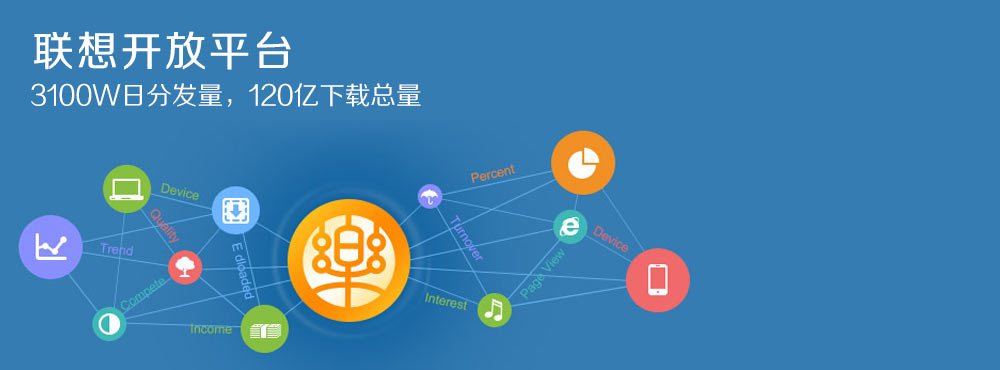 联想开放平台
3100W日分发量，120亿下载总量
Device
Quality
Trend
E dloaded
Compete
Income
Percent
Turnover
Device
Page View
Interest